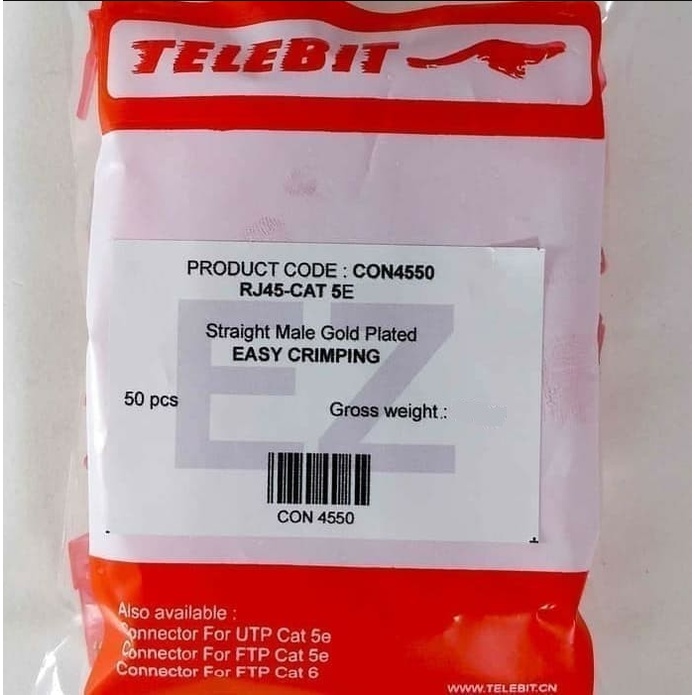 TELEBIT
PRODUCT CODE : CON4550
RJ45-CAT 5E
Straight Male Gold Plated
EASY CRIMPING
EZ
50 pcs
Gross weight.:
CON 4550
Also available :
Connector For UTP Cat 5e
Connector For FTP Cat 5e
Connector For FTP Cat 6
WWW.TELEBIT.CN